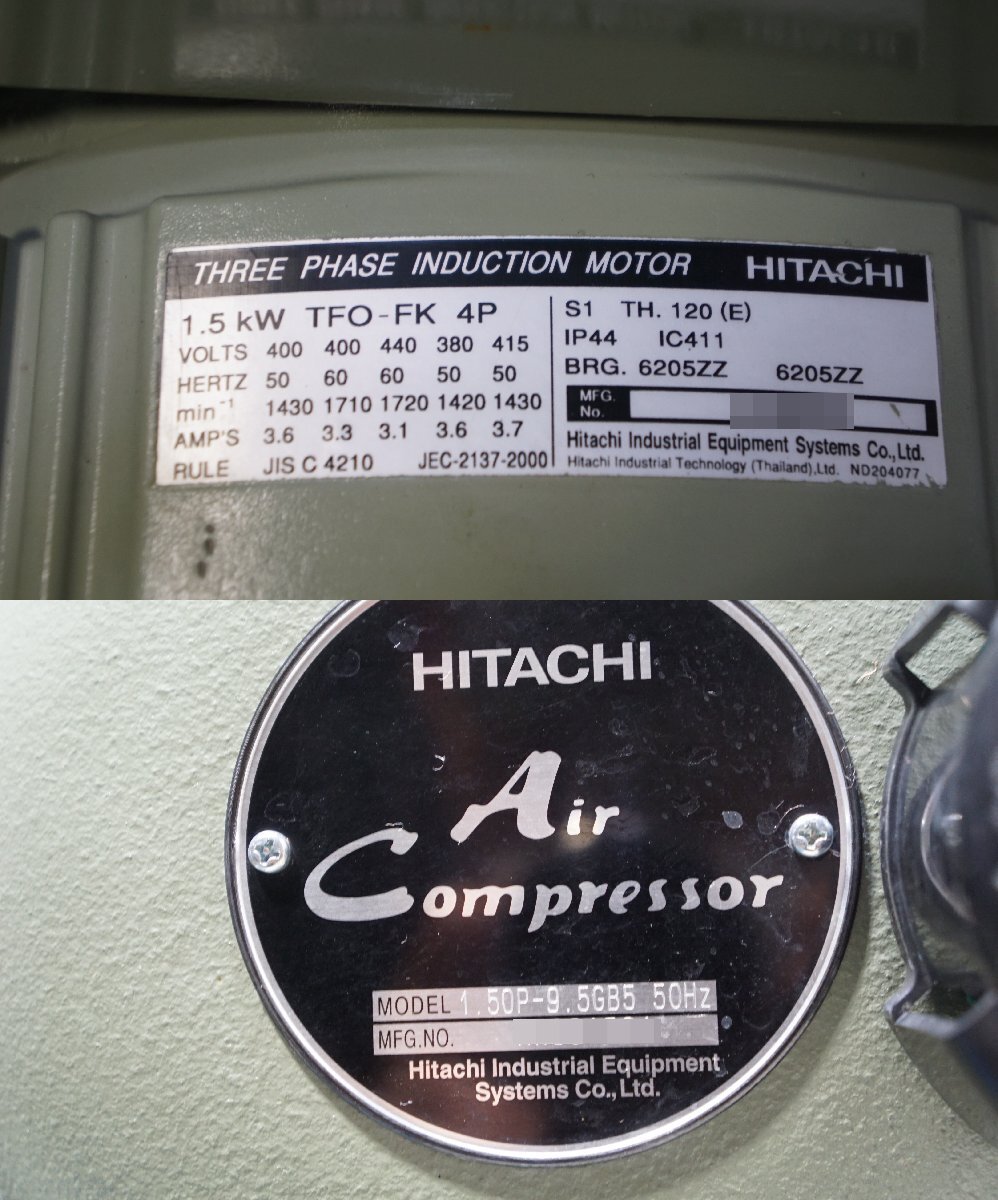 THREE PHASE INDUCTION MOTOR HITACHI
1.5 kW TFO-FK 4P
VOLTS 400 400 440 380 415
HERTZ 50 60 60 50 50
min⁻¹ 1430 1710 1720 1420 1430
AMP'S 3.6 3.3 3.1 3.6 3.7
RULE JIS C 4210 JEC-2137-2000
S1 TH. 120 (E)
IP44 IC411
BRG. 6205ZZ 6205ZZ
MFG.
No.
Hitachi Industrial Equipment Systems Co.,Ltd.
Hitachi Industrial Technology (Thailand),Ltd. ND204077
HITACHI
Air
Compressor
MODEL 1.5OP-9.5GB5 50Hz
MFG.NO.
Hitachi Industrial Equipment
Systems Co.,Ltd.